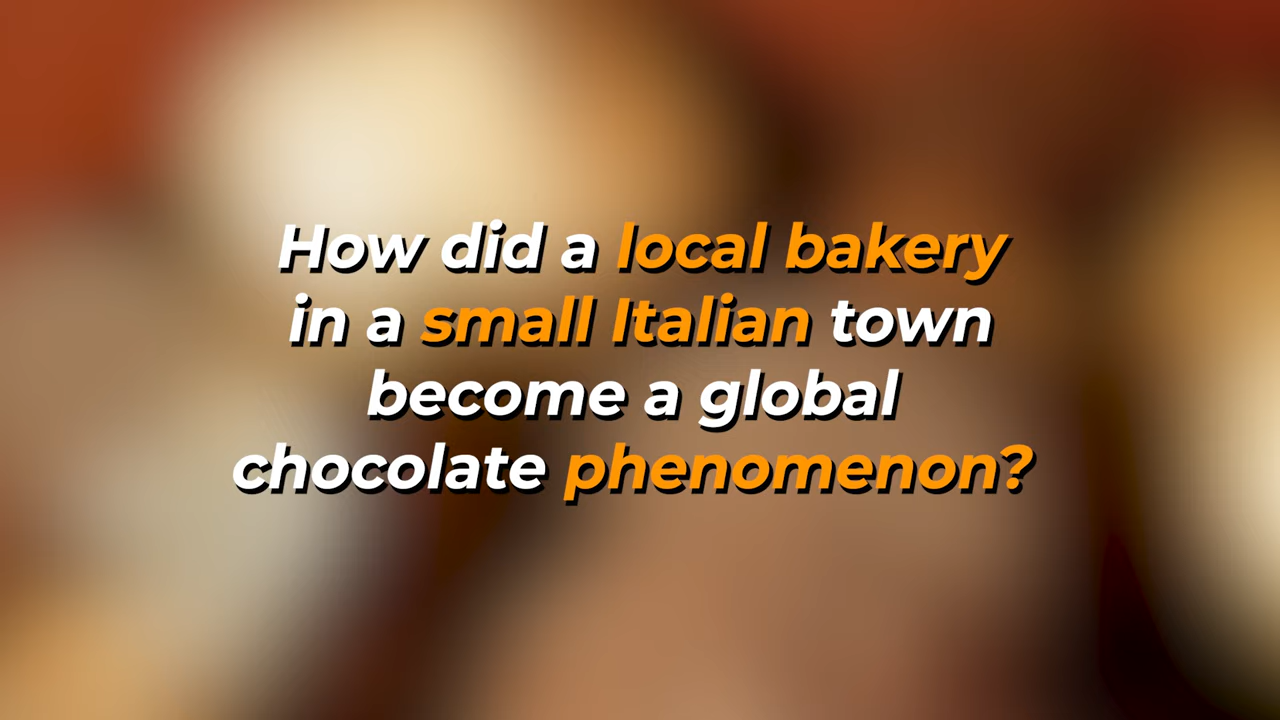 How did a local bakery
in a small Italian town
become a global
chocolate phenomenon?